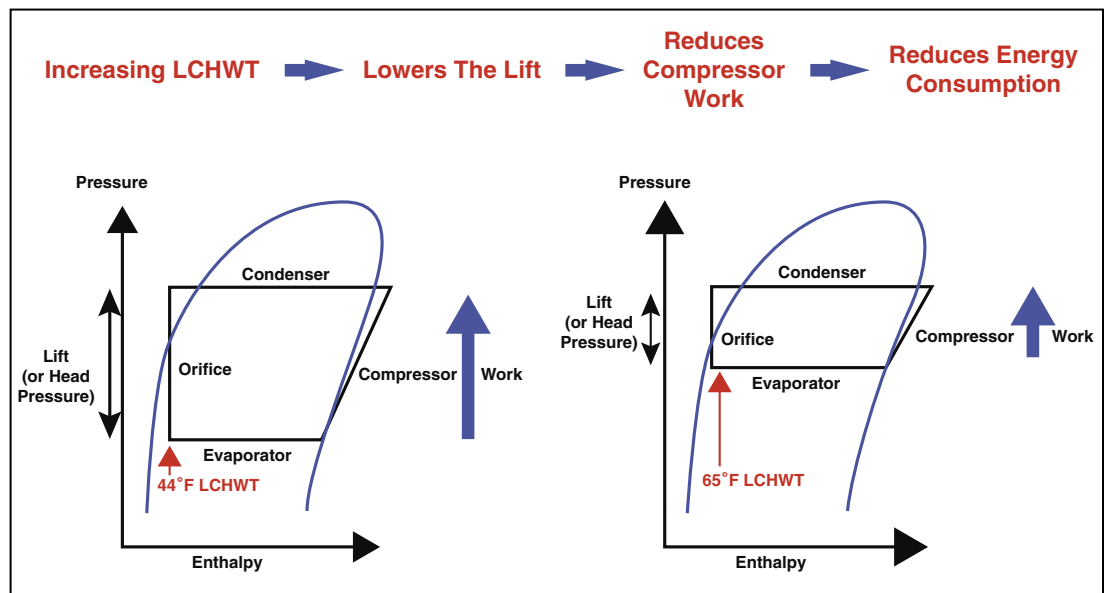 Increasing LCHWT
Lowers The Lift
Reduces
Compressor
Work
Reduces Energy
Consumption
Pressure
Condenser
Lift
(or Head
Pressure)
Orifice
Compressor
Work
Evaporator
44°F LCHWT
Enthalpy
Pressure
Condenser
Lift
(or Head
Pressure)
Orifice
Compressor
Work
Evaporator
65°F LCHWT
Enthalpy